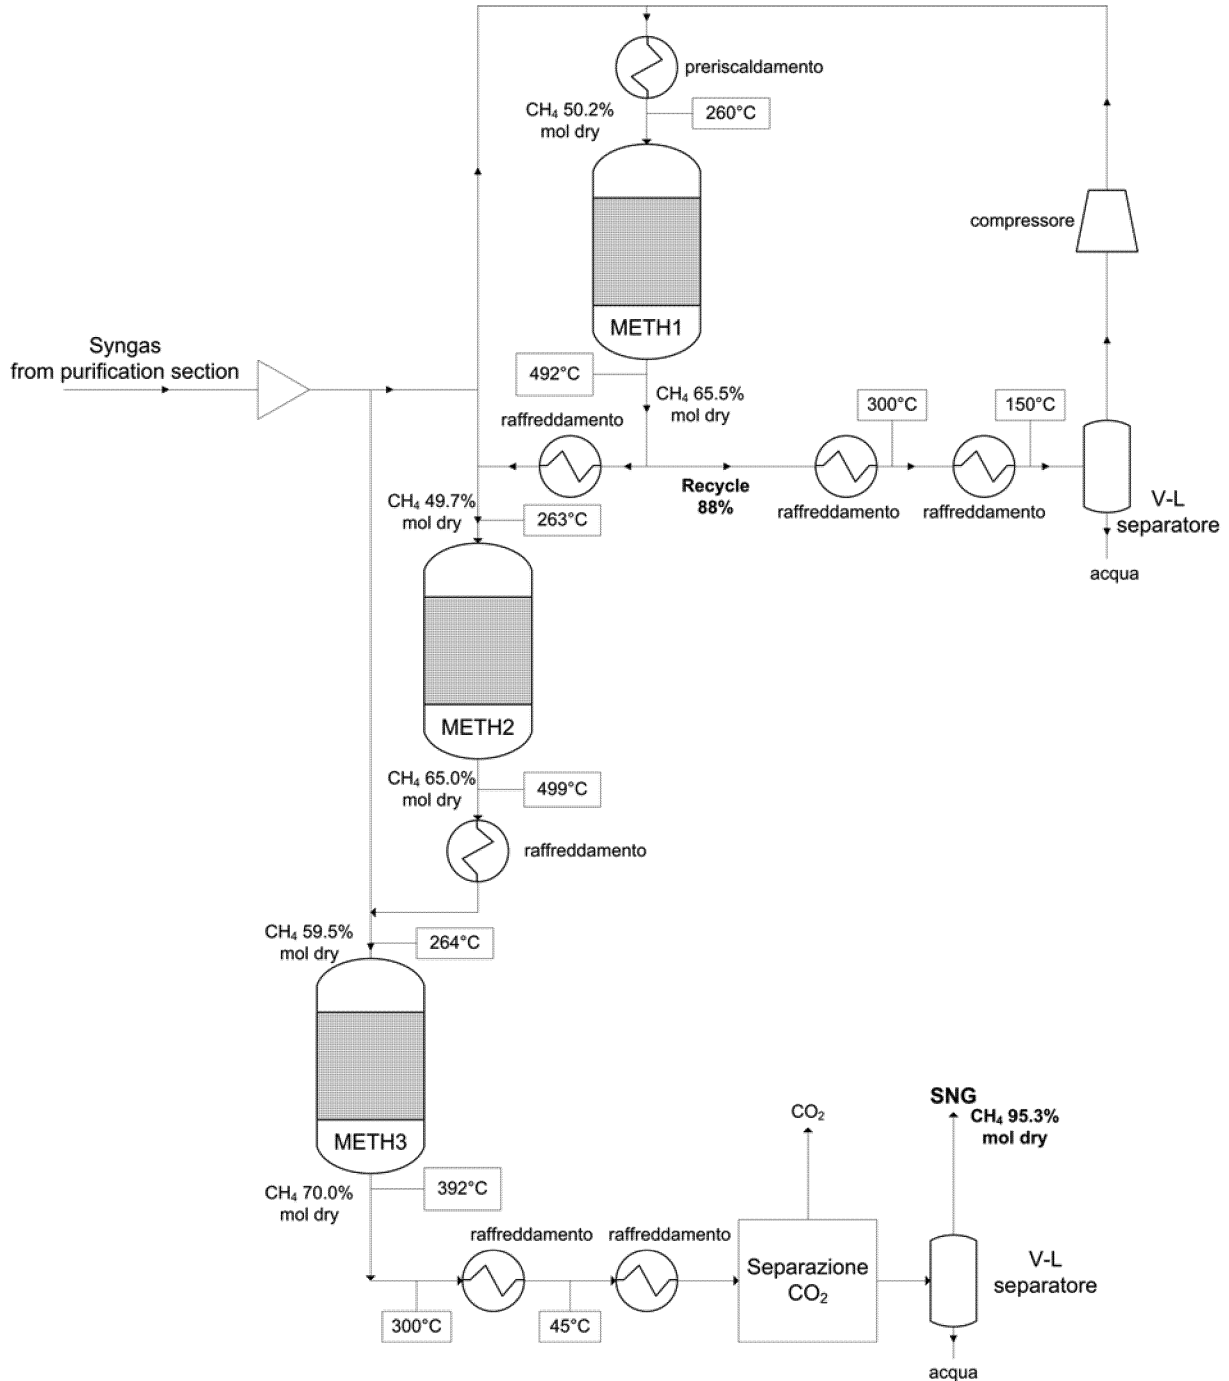 preriscaldamento
CH₄ 50.2%
mol dry
260°C
compressore
METH1
Syngas
from purification section
492°C
CH₄ 65.5%
mol dry
300°C
150°C
raffreddamento
Recycle
88%
raffreddamento
raffreddamento
V-L
separatore
acqua
CH₄ 49.7%
mol dry
263°C
METH2
CH₄ 65.0%
mol dry
499°C
raffreddamento
CH₄ 59.5%
mol dry
264°C
METH3
CH₄ 70.0%
mol dry
392°C
raffreddamento
raffreddamento
300°C
45°C
CO₂
Separazione
CO₂
SNG
CH₄ 95.3%
mol dry
V-L
separatore
acqua